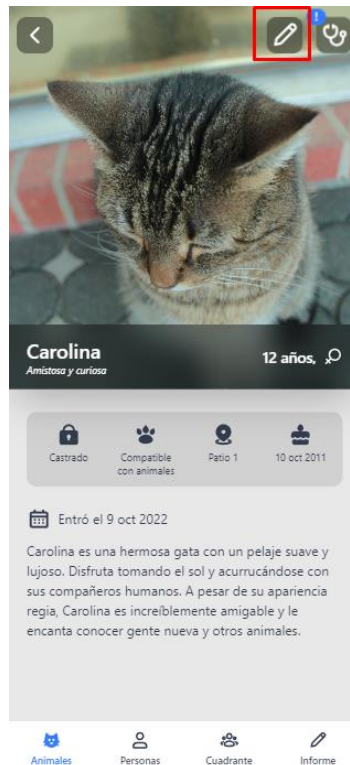 !
Carolina
Amistosa y curiosa
12 años,
Castrado
Compatible
con animales
Patio 1
10 oct 2011
Entró el 9 oct 2022
Carolina es una hermosa gata con un pelaje suave y
lujoso. Disfruta tomando el sol y acurrucándose con
sus compañeros humanos. A pesar de su apariencia
regia, Carolina es increíblemente amigable y le
encanta conocer gente nueva y otros animales.
Animales
Personas
Cuadrante
Informe